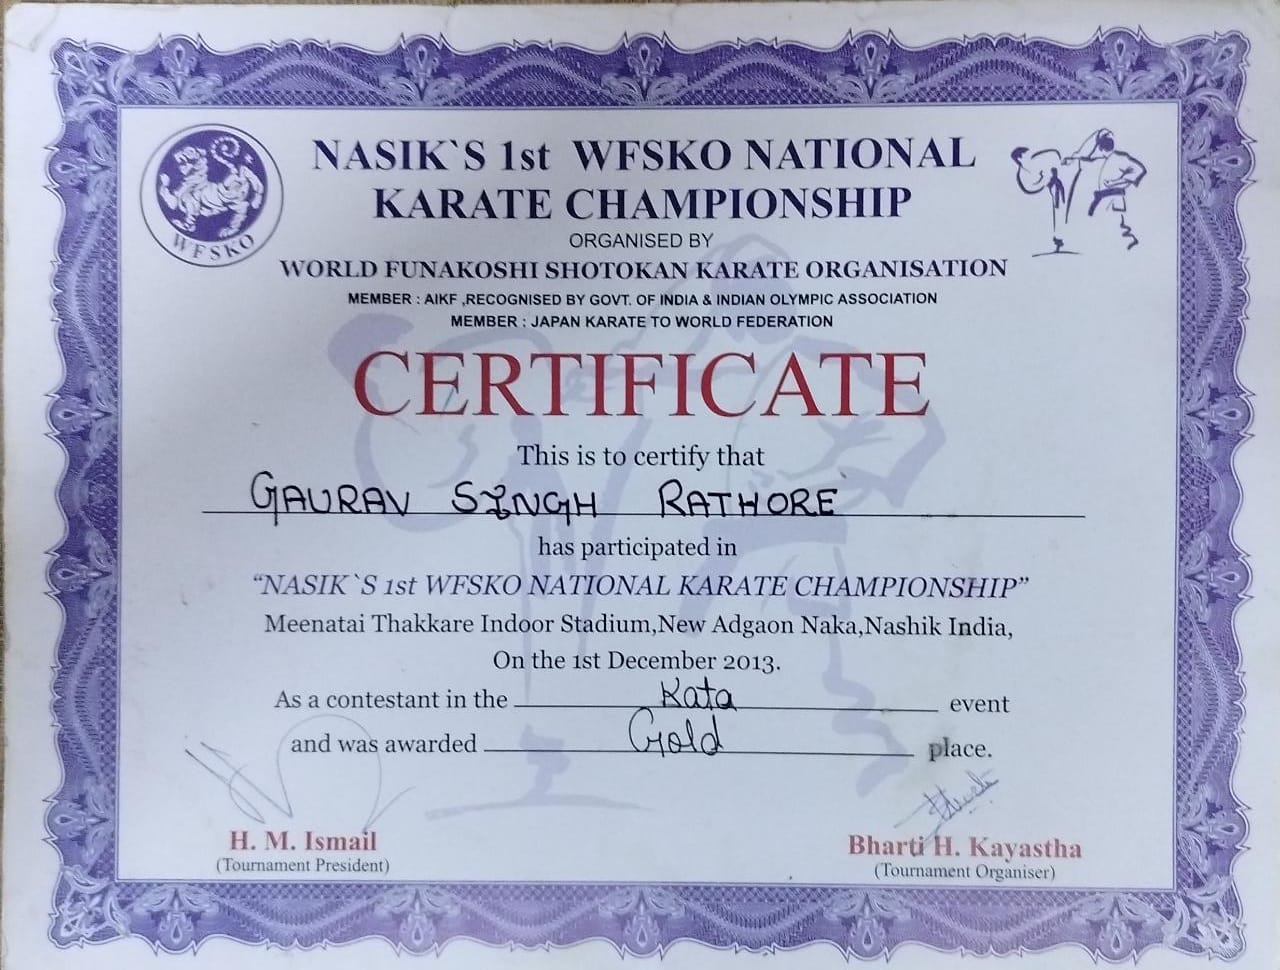 NASIK`S 1st WFSKO NATIONAL
KARATE CHAMPIONSHIP
WFSKO
ORGANISED BY
WORLD FUNAKOSHI SHOTOKAN KARATE ORGANISATION
MEMBER : AIKF ,RECOGNISED BY GOVT. OF INDIA & INDIAN OLYMPIC ASSOCIATION
MEMBER : JAPAN KARATE TO WORLD FEDERATION
CERTIFICATE
This is to certify that
GAURAV SINGH RATHORE
has participated in
“NASIK`S 1st WFSKO NATIONAL KARATE CHAMPIONSHIP”
Meenatai Thakkare Indoor Stadium,New Adgaon Naka,Nashik India,
On the 1st December 2013.
As a contestant in the Kata event
and was awarded Gold place.
H. M. Ismail
(Tournament President)
Bharti H. Kayastha
(Tournament Organiser)